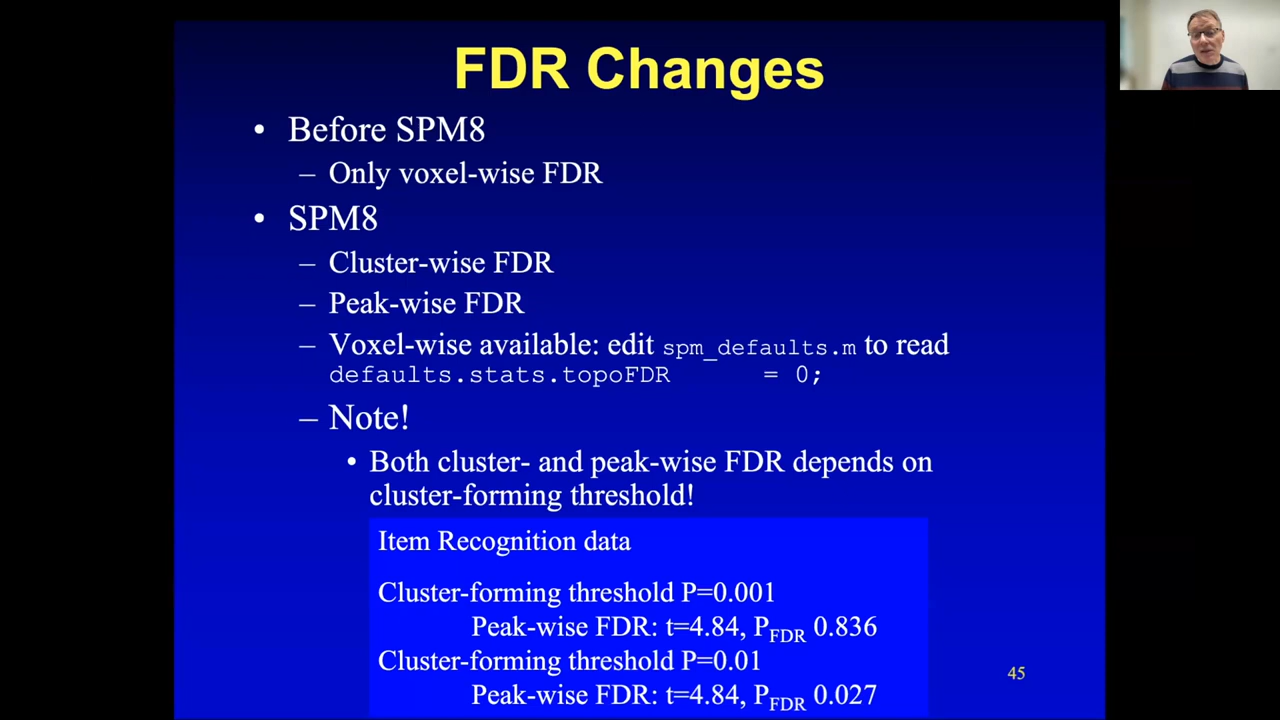 FDR Changes
• Before SPM8
– Only voxel-wise FDR
• SPM8
– Cluster-wise FDR
– Peak-wise FDR
– Voxel-wise available: edit spm_defaults.m to read
defaults.stats.topoFDR = 0;
– Note!
• Both cluster- and peak-wise FDR depends on
cluster-forming threshold!
Item Recognition data
Cluster-forming threshold P=0.001
Peak-wise FDR: t=4.84, PFDR 0.836
Cluster-forming threshold P=0.01
Peak-wise FDR: t=4.84, PFDR 0.027
45